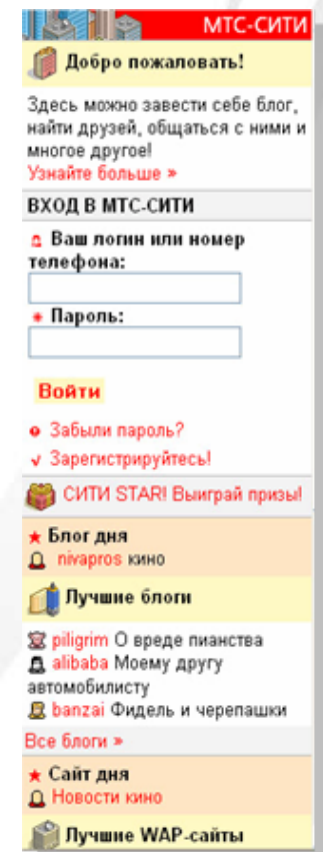 МТС-СИТИ
Добро пожаловать!
Здесь можно завести себе блог,
найти друзей, общаться с ними и
многое другое!
Узнайте больше »
ВХОД В МТС-СИТИ
Ваш логин или номер
телефона:
Пароль:
Войти
Забыли пароль?
Зарегистрируйтесь!
СИТИ STAR! Выиграй призы!
Блог дня
nivapros кино
Лучшие блоги
piligrim О вреде пианства
alibaba Моему другу
автомобилисту
banzai Фидель и черепашки
Все блоги »
Сайт дня
Новости кино
Лучшие WAP-сайты